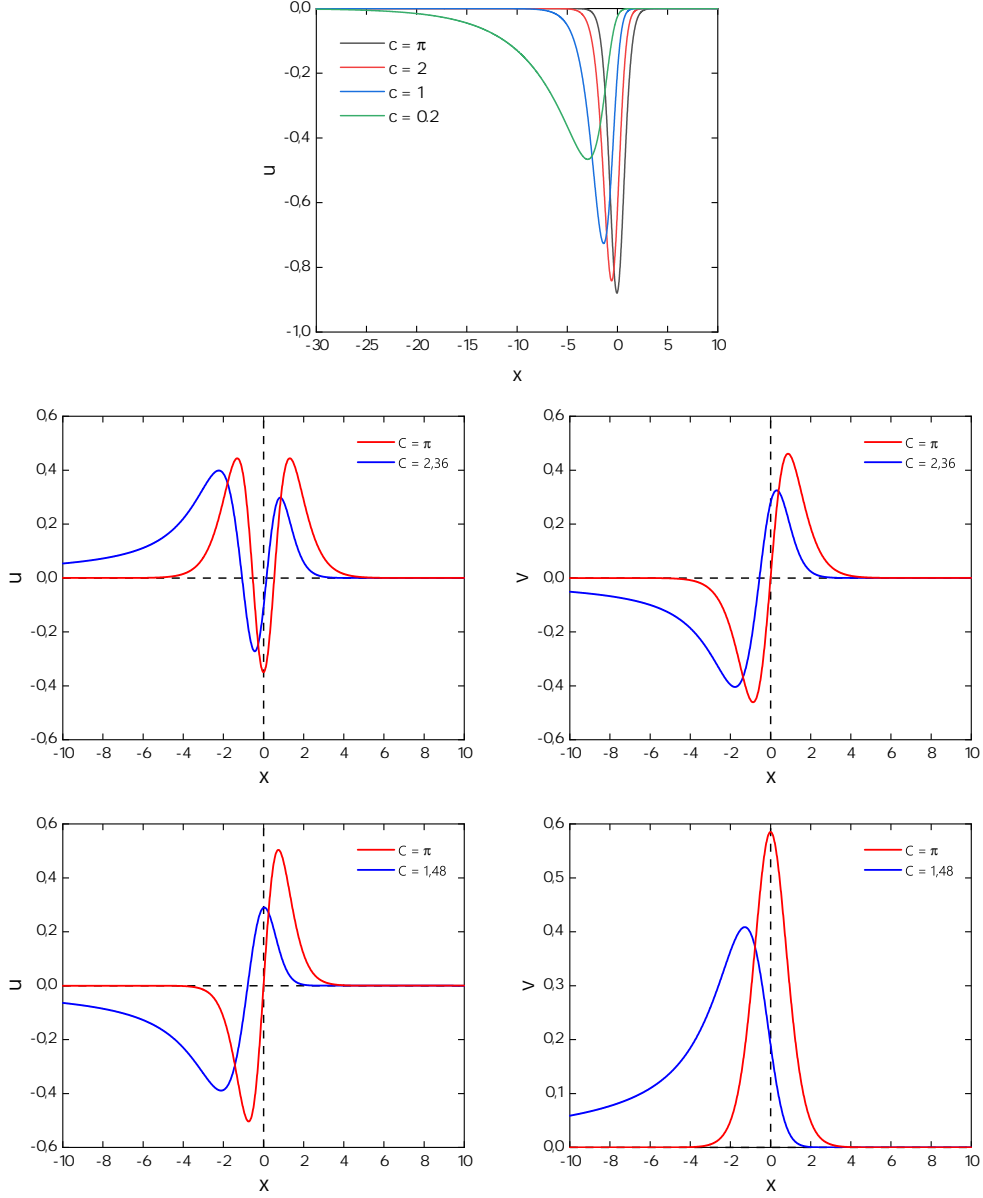 0,0
-0,2
-0,4
-0,6
-0,8
-1,0
u
c = π
c = 2
c = 1
c = 0.2
-30 -25 -20 -15 -10 -5 0 5 10
x
0,6
0,4
0,2
0,0
-0,2
-0,4
-0,6
u
C = π
C = 2,36
-10 -8 -6 -4 -2 0 2 4 6 8 10
x
0,6
0,4
0,2
0,0
-0,2
-0,4
-0,6
v
C = π
C = 2,36
-10 -8 -6 -4 -2 0 2 4 6 8 10
x
0,6
0,4
0,2
0,0
-0,2
-0,4
-0,6
u
C = π
C = 1,48
-10 -8 -6 -4 -2 0 2 4 6 8 10
x
0,6
0,5
0,4
0,3
0,2
0,1
0,0
v
C = π
C = 1,48
-10 -8 -6 -4 -2 0 2 4 6 8 10
x